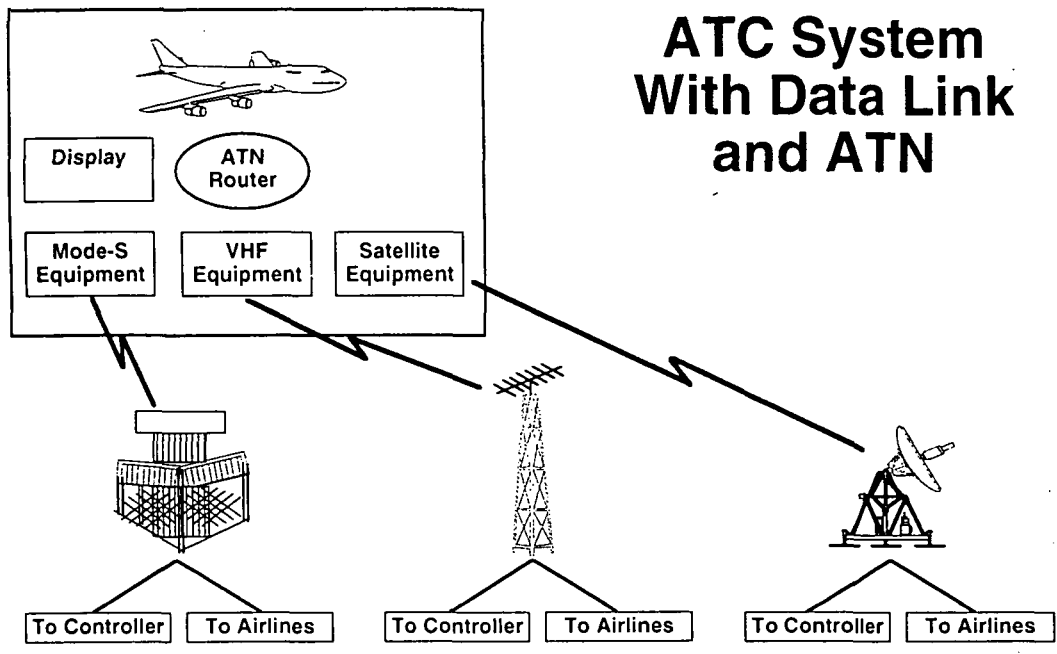 ATC System
With Data Link
and ATN
Display
ATN
Router
Mode-S
Equipment
VHF
Equipment
Satellite
Equipment
To Controller
To Airlines
To Controller
To Airlines
To Controller
To Airlines